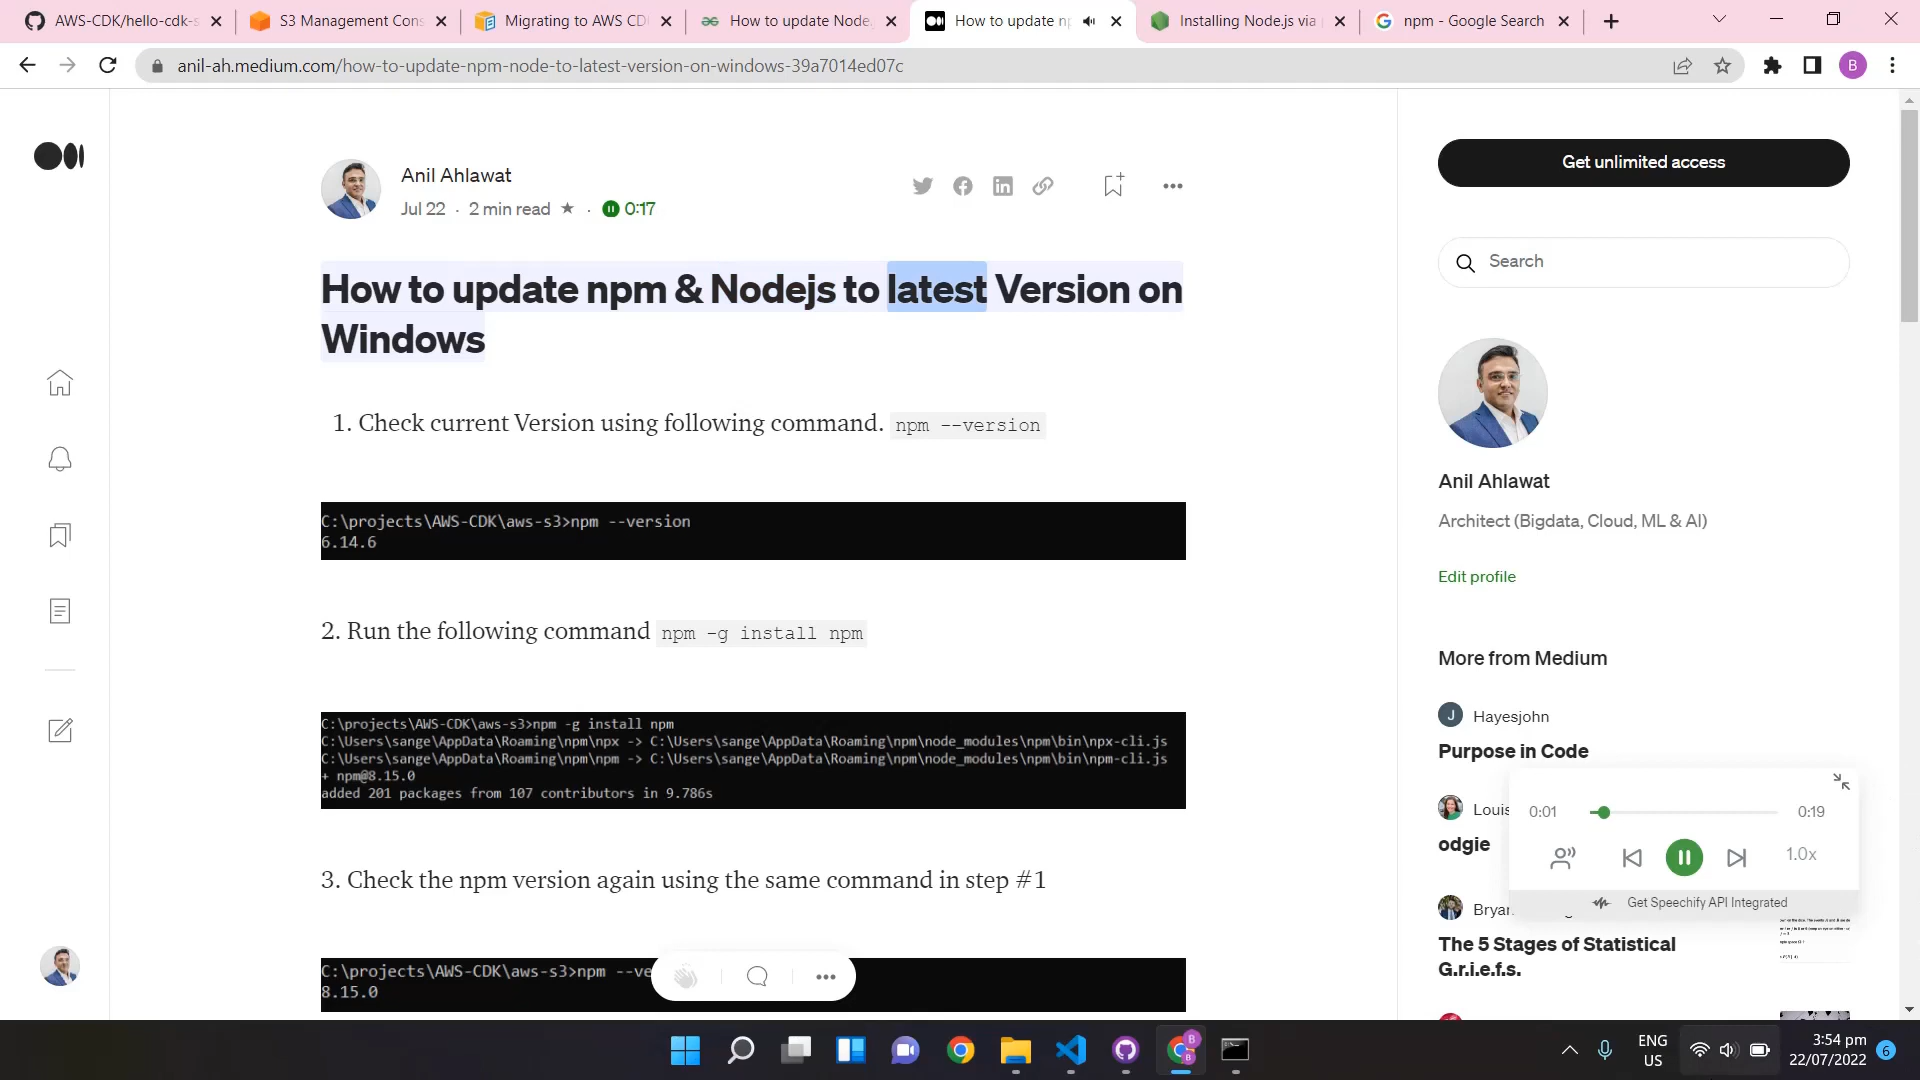 AWS-CDK/hello-cdk-s
S3 Management Cons
Migrating to AWS CD
How to update Node.
How to update np
Installing Node.js via
npm - Google Search
anil-ah.medium.com/how-to-update-npm-node-to-latest-version-on-windows-39a7014ed07c
B
Anil Ahlawat
Jul 22 · 2 min read · 0:17
How to update npm & Nodejs to latest Version on
Windows
1. Check current Version using following command. npm --version
C:\projects\AWS-CDK\aws-s3>npm --version
6.14.6
2. Run the following command npm -g install npm
C:\projects\AWS-CDK\aws-s3>npm -g install npm
C:\Users\sange\AppData\Roaming\npm\npx -> C:\Users\sange\AppData\Roaming\npm\node_modules\npm\bin\npx-cli.js
C:\Users\sange\AppData\Roaming\npm\npm -> C:\Users\sange\AppData\Roaming\npm\node_modules\npm\bin\npm-cli.js
+ npm@8.15.0
added 201 packages from 107 contributors in 9.786s
3. Check the npm version again using the same command in step #1
C:\projects\AWS-CDK\aws-s3>npm --ve
8.15.0
Get unlimited access
Search
Anil Ahlawat
Architect (Bigdata, Cloud, ML & AI)
Edit profile
More from Medium
J Hayesjohn
Purpose in Code
Louis
odgie
Bryan
The 5 Stages of Statistical
G.r.i.e.f.s.
0:01
0:19
1.0x
Get Speechify API Integrated
B
B
ENG
US
3:54 pm
22/07/2022
6